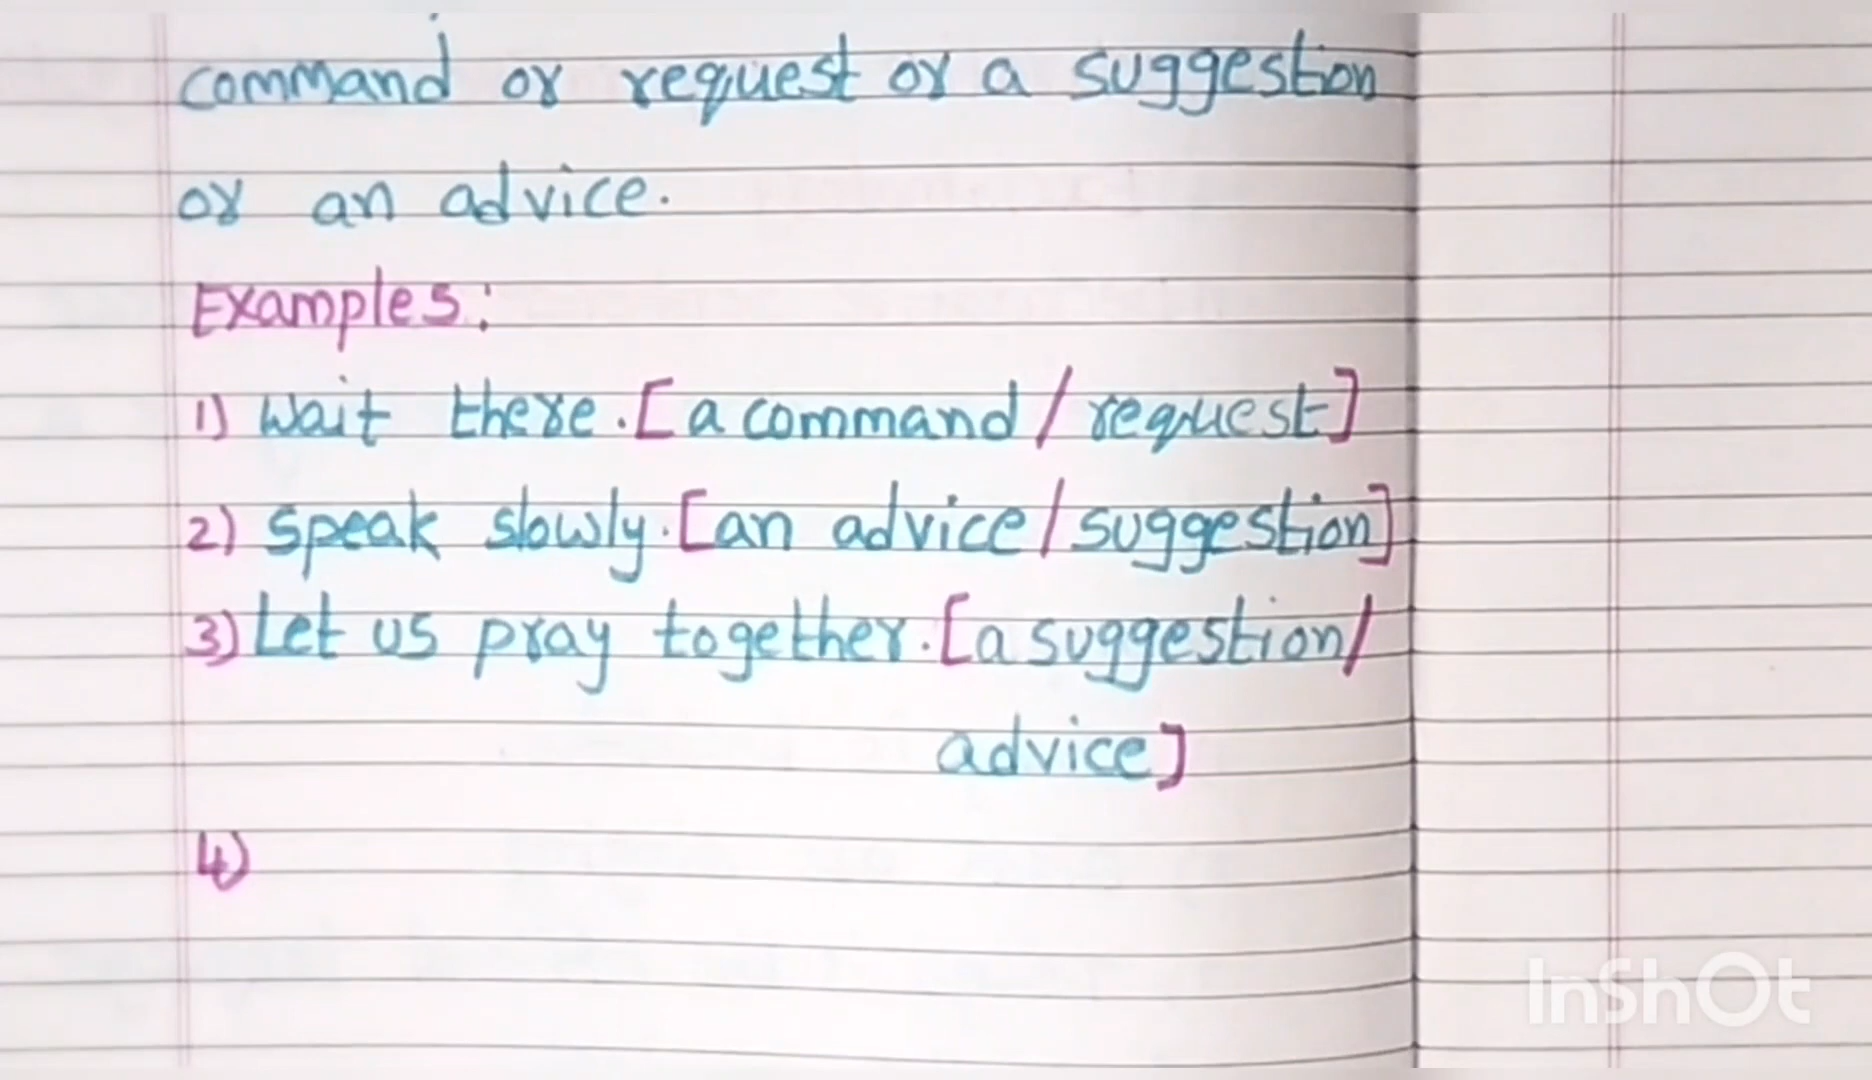 command or request or a suggestion
or an advice.
Examples:
1) Wait there. [a command / request]
2) Speak slowly. [an advice / suggestion]
3) Let us pray together. [a suggestion/
advice]
4)
InShOt